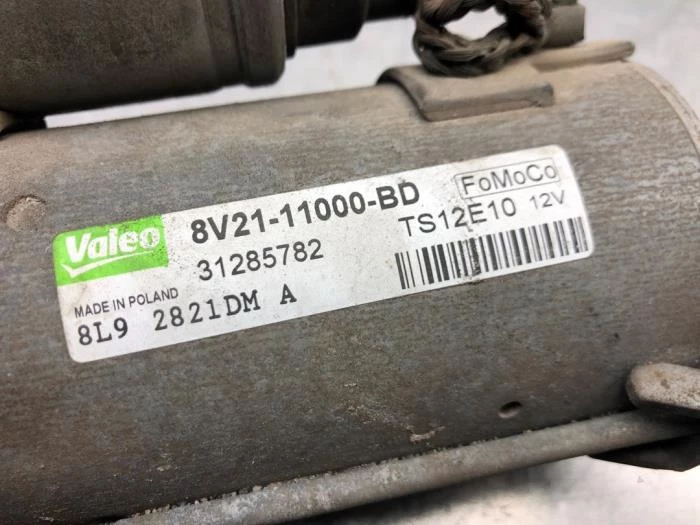 Valeo
8V21-11000-BD
FoMoCo
31285782
TS12E10 12V
MADE IN POLAND
8L9 2821DM A